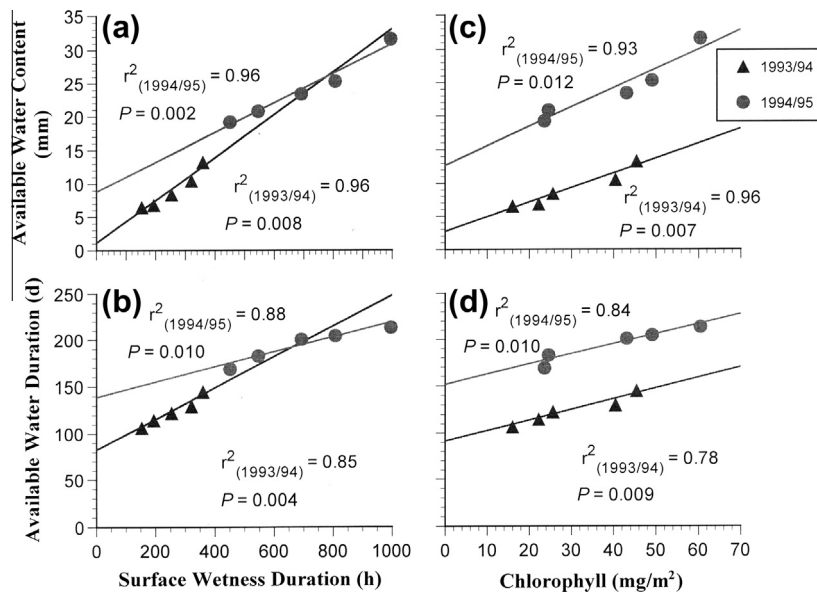 (a)
(c)
(b)
(d)
Available Water Content
(mm)
35
30
25
20
15
10
5
0
r2(1994/95) = 0.96
P = 0.002
r2(1993/94) = 0.96
P = 0.008
r2(1994/95) = 0.93
P = 0.012
r2(1993/94) = 0.96
P = 0.007
1993/94
1994/95
Available Water Duration (d)
250
200
150
100
50
0
r2(1994/95) = 0.88
P = 0.010
r2(1993/94) = 0.85
P = 0.004
r2(1994/95) = 0.84
P = 0.010
r2(1993/94) = 0.78
P = 0.009
0 200 400 600 800 1000
0 10 20 30 40 50 60 70
Surface Wetness Duration (h)
Chlorophyll (mg/m2)